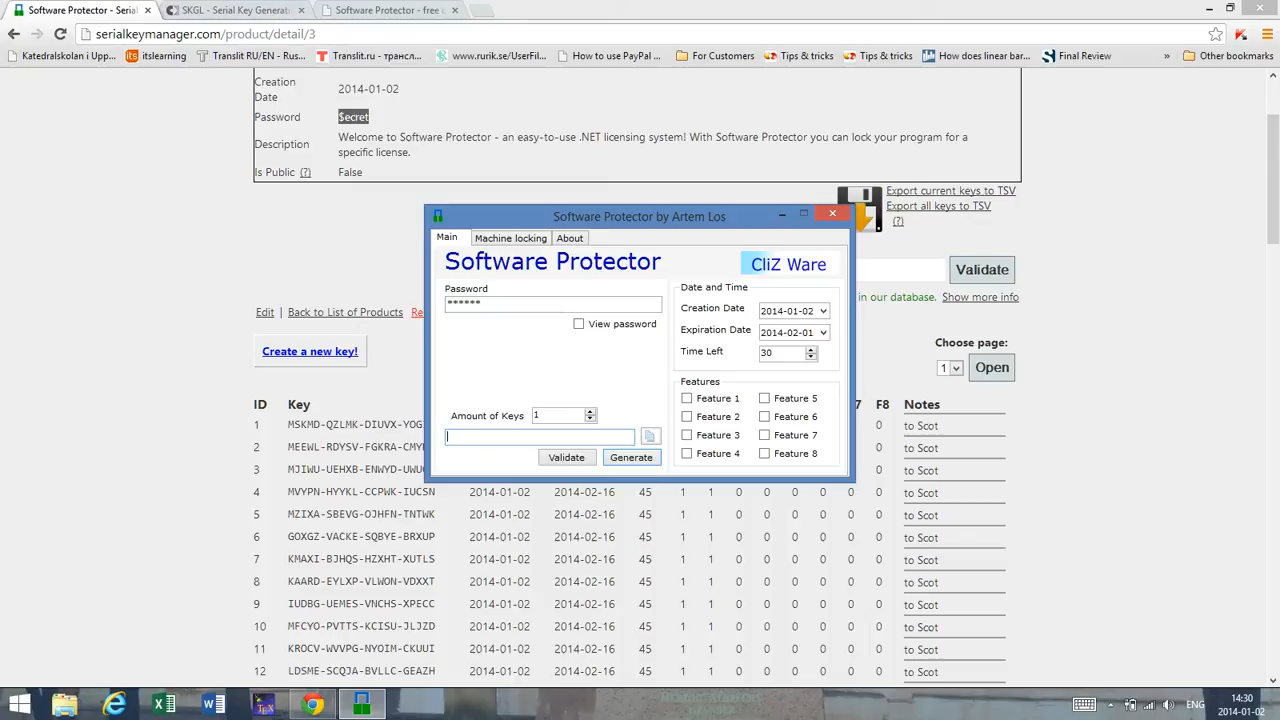 Software Protector - Seria
SKGL - Serial Key Generati
Software Protector - free c
serialkeymanager.com/product/detail/3
Katedralskolan i Upp...
itslearning
Translit RU/EN - Rus...
Translit.ru - трансл...
www.rurik.se/UserFil...
How to use PayPal ...
For Customers
Tips & tricks
Tips & tricks
How does linear bar...
Final Review
»
Other bookmarks
Creation Date
2014-01-02
Password
$ecret
Description
Welcome to Software Protector - an easy-to-use .NET licensing system! With Software Protector you can lock your program for a
specific license.
Is Public (?)
False
Export current keys to TSV
Export all keys to TSV
(?)
Validate
in our database. Show more info
Edit | Back to List of Products Re
Create a new key!
Choose page:
1
Open
Software Protector by Artem Los
Main
Machine locking
About
Software Protector
CliZ Ware
Password
******
View password
Amount of Keys
1
Validate
Generate
Date and Time
Creation Date
2014-01-02
Expiration Date
2014-02-01
Time Left
30
Features
Feature 1
Feature 5
Feature 2
Feature 6
Feature 3
Feature 7
Feature 4
Feature 8
ID Key 7 F8 Notes
1 MSKMD-QZLMK-DIUVX-YOG 0 to Scot
2 MEEWL-RDYSV-FGKRA-CM 0 to Scot
3 MJIWU-UEHXB-ENWYD-UW 0 to Scot
4 MVYPN-HYYKL-CCPWK-IUCSN 2014-01-02 2014-02-16 45 1 1 0 0 0 0 0 0 to Scot
5 MZIXA-SBEVG-OJHFN-TNTWK 2014-01-02 2014-02-16 45 1 1 0 0 0 0 0 0 to Scot
6 GOXGZ-VACKE-SQBYE-BRXUP 2014-01-02 2014-02-16 45 1 1 0 0 0 0 0 0 to Scot
7 KMAXI-BJHQS-HZXHT-XUTLS 2014-01-02 2014-02-16 45 1 1 0 0 0 0 0 0 to Scot
8 KAARD-EYLXP-VLWON-VDXXT 2014-01-02 2014-02-16 45 1 1 0 0 0 0 0 0 to Scot
9 IUDBG-UEMES-VNCHS-XPECC 2014-01-02 2014-02-16 45 1 1 0 0 0 0 0 0 to Scot
10 MFCYO-PVTTS-KCISU-JLJZD 2014-01-02 2014-02-16 45 1 1 0 0 0 0 0 0 to Scot
11 KROCV-WVVPG-NYOIM-CKUUI 2014-01-02 2014-02-16 45 1 1 0 0 0 0 0 0 to Scot
12 LDSME-SCQJA-BVLLC-GEAZH 2014-01-02 2014-02-16 45 1 1 0 0 0 0 0 0 to Scot
ENG
14:30
2014-01-02